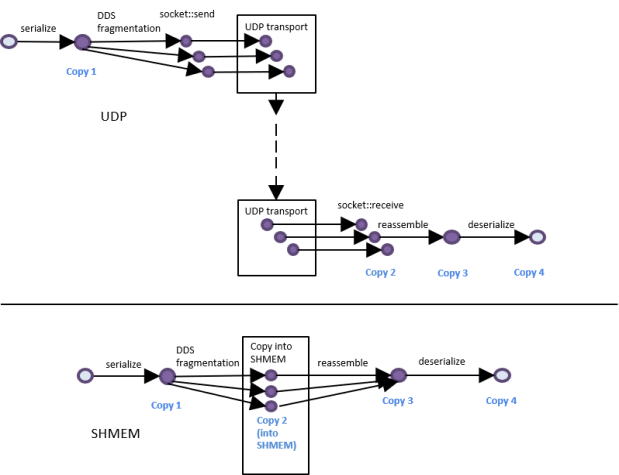 serialize
DDS
fragmentation
socket::send
UDP transport
Copy 1
UDP
UDP transport
socket::receive
reassemble
deserialize
Copy 2
Copy 3
Copy 4
serialize
DDS
fragmentation
Copy into
SHMEM
reassemble
deserialize
Copy 1
Copy 2
(into
SHMEM)
Copy 3
Copy 4
SHMEM